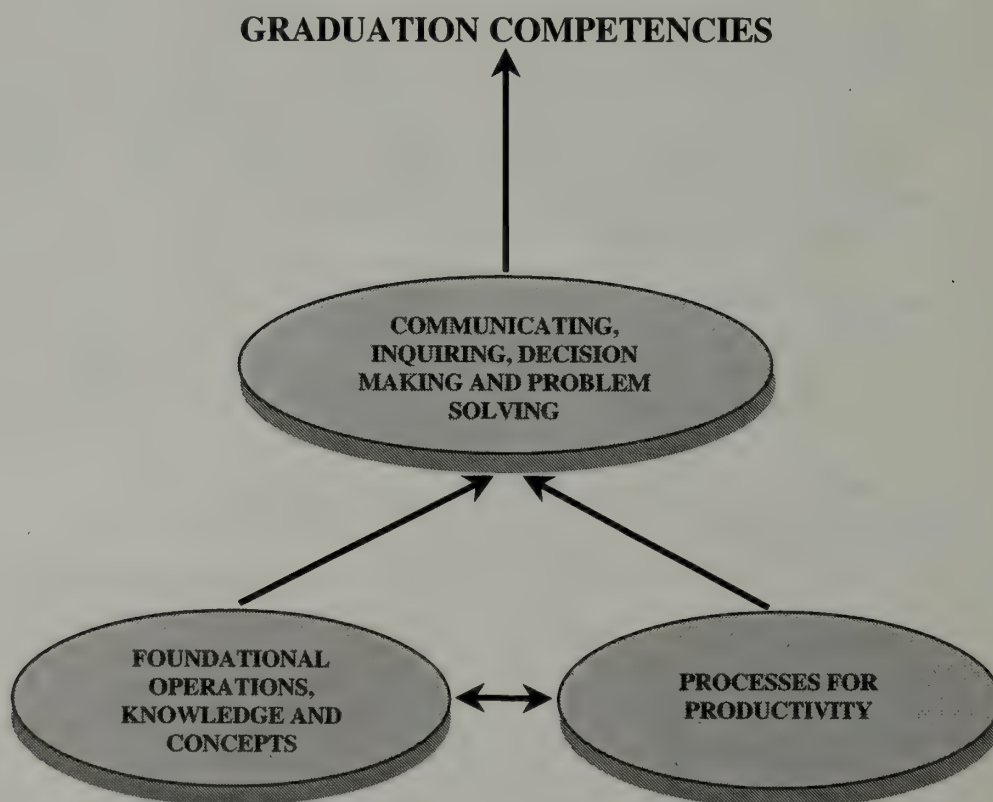 GRADUATION COMPETENCIES
COMMUNICATING,
INQUIRING, DECISION
MAKING AND PROBLEM
SOLVING
FOUNDATIONAL
OPERATIONS,
KNOWLEDGE AND
CONCEPTS
PROCESSES FOR
PRODUCTIVITY